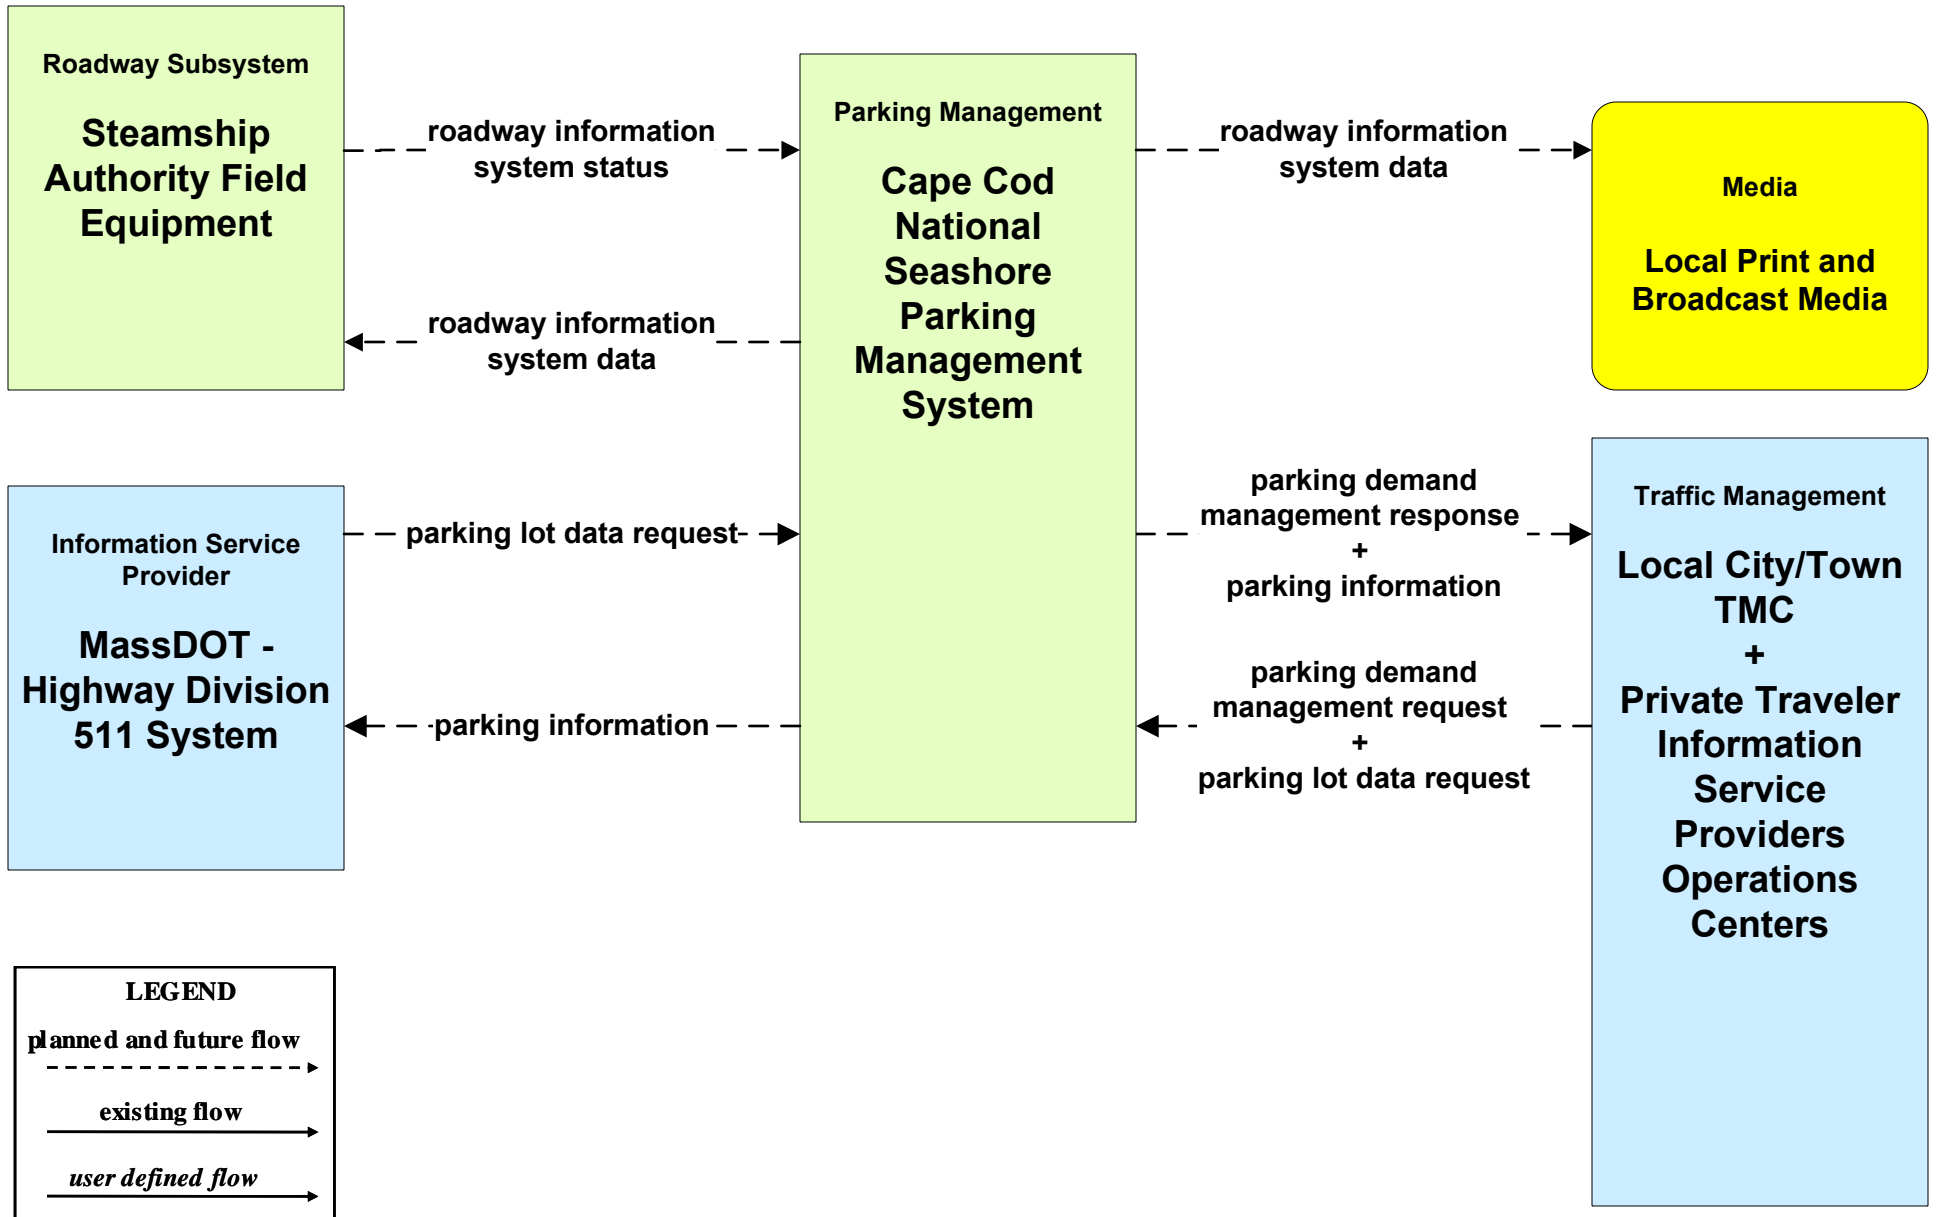 Roadway Subsystem
Steamship
Authority Field
Equipment
roadway information
system status
roadway information
system data
Parking Management
Cape Cod
National
Seashore
Parking
Management
System
roadway information
system data
Media
Local Print and
Broadcast Media
Information Service
Provider
MassDOT -
Highway Division
511 System
parking lot data request
parking information
parking demand
management response
+
parking information
parking demand
management request
+
parking lot data request
Traffic Management
Local City/Town
TMC
+
Private Traveler
Information
Service
Providers
Operations
Centers
LEGEND
planned and future flow
existing flow
user defined flow